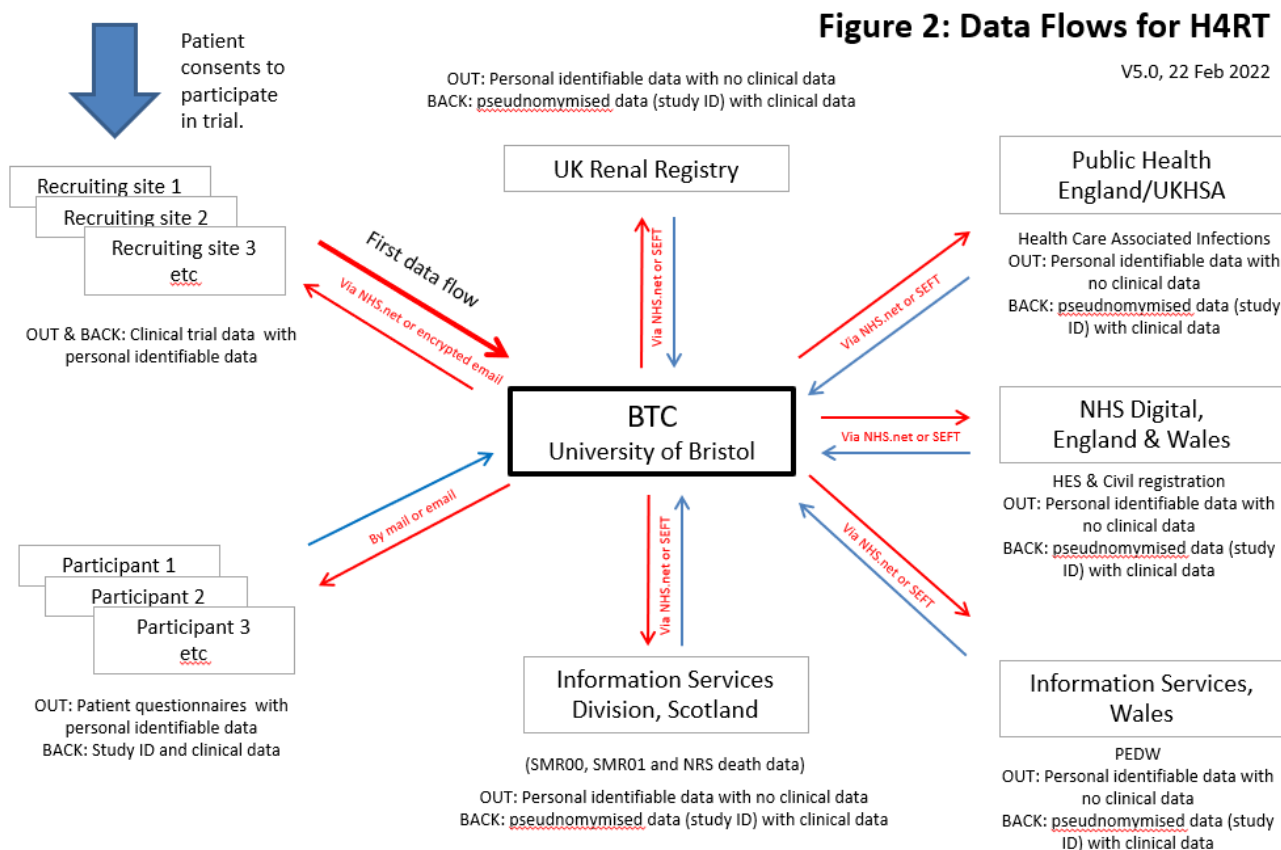 Figure 2: Data Flows for H4RT
V5.0, 22 Feb 2022
Patient
consents to
participate
in trial.
OUT: Personal identifiable data with no clinical data
BACK: pseudnomymised data (study ID) with clinical data
UK Renal Registry
Public Health
England/UKHSA
Health Care Associated Infections
OUT: Personal identifiable data with
no clinical data
BACK: pseudnomymised data (study
ID) with clinical data
Recruiting site 1
Recruiting site 2
Recruiting site 3
etc
OUT & BACK: Clinical trial data with
personal identifiable data
First data flow
Via NHS.net or encrypted email
Via NHS.net or SEFT
Via NHS.net or SEFT
BTC
University of Bristol
Via NHS.net or SEFT
NHS Digital,
England & Wales
HES & Civil registration
OUT: Personal identifiable data with
no clinical data
BACK: pseudnomymised data (study
ID) with clinical data
By mail or email
Via NHS.net or SEFT
Via NHS.net or SEFT
Participant 1
Participant 2
Participant 3
etc
OUT: Patient questionnaires with
personal identifiable data
BACK: Study ID and clinical data
Information Services
Division, Scotland
(SMR00, SMR01 and NRS death data)
OUT: Personal identifiable data with no clinical data
BACK: pseudnomymised data (study ID) with clinical data
Information Services,
Wales
PEDW
OUT: Personal identifiable data with
no clinical data
BACK: pseudnomymised data (study
ID) with clinical data